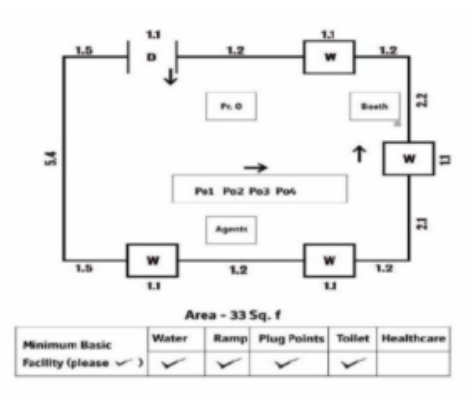 1.1
1.1
1.5
D
1.2
W
1.2
Pr. O
Booth
2.2
5.4
W
1.1
Po1 Po2 Po3 Po4
2.1
Agents
W
W
1.5
1.2
1.2
1.1
1.1
Area - 33 Sq. f
Minimum Basic
Facility (please ✓ )
Water
Ramp
Plug Points
Toilet
Healthcare
✓ ✓ ✓ ✓